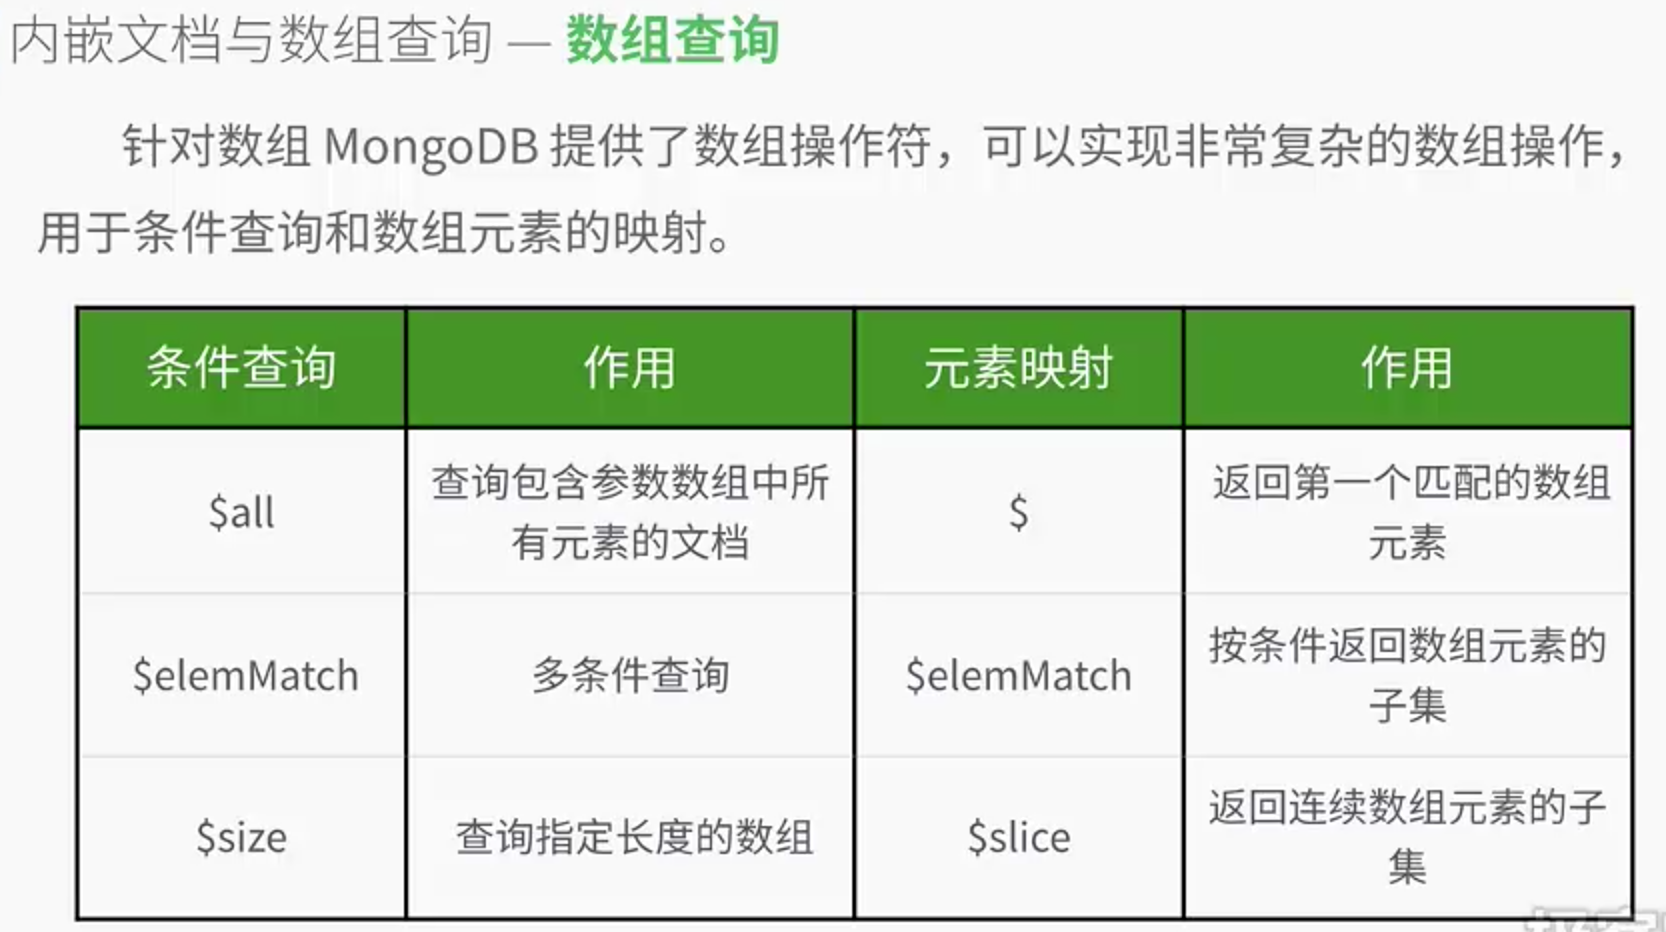 内嵌文档与数组查询 — 数组查询
针对数组 MongoDB 提供了数组操作符，可以实现非常复杂的数组操作，
用于条件查询和数组元素的映射。
条件查询 作用 元素映射 作用
$all 查询包含参数数组中所 $ 返回第一个匹配的数组
有元素的文档 元素
$elemMatch 多条件查询 $elemMatch 按条件返回数组元素的
子集
$size 查询指定长度的数组 $slice 返回连续数组元素的子
集